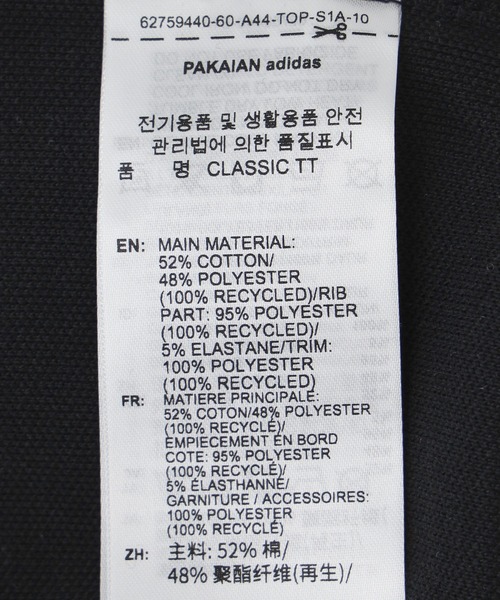 62759440-60-A44-TOP-S1A-10
PAKAIAN adidas
전기용품 및 생활용품 안전
관리법에 의한 품질표시
품 명 CLASSIC TT
EN: MAIN MATERIAL:
52% COTTON/
48% POLYESTER
(100% RECYCLED)/RIB
PART: 95% POLYESTER
(100% RECYCLED)/
5% ELASTANE/TRIM:
100% POLYESTER
(100% RECYCLED)
FR: MATIERE PRINCIPALE:
52% COTON/48% POLYESTER
(100% RECYCLÉ)/
EMPIECEMENT EN BORD
COTE: 95% POLYESTER
(100% RECYCLÉ)/
5% ÉLASTHANNE/
GARNITURE / ACCESSOIRES:
100% POLYESTER
(100% RECYCLÉ)
ZH: 主料: 52% 棉/
48% 聚酯纤维(再生)/